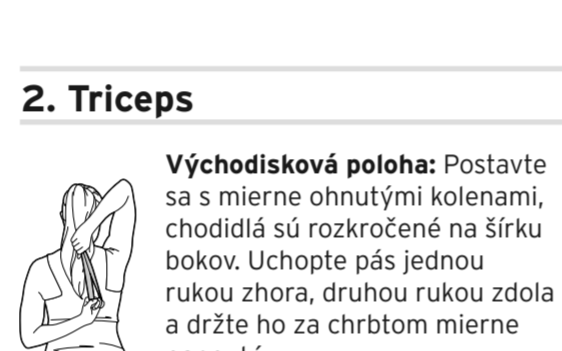 2. Triceps
Východisková poloha: Postavte
sa s mierne ohnutými kolenami,
chodidlá sú rozkročené na šírku
bokov. Uchopte pás jednou
rukou zhora, druhou rukou zdola
a držte ho za chrbtom mierne